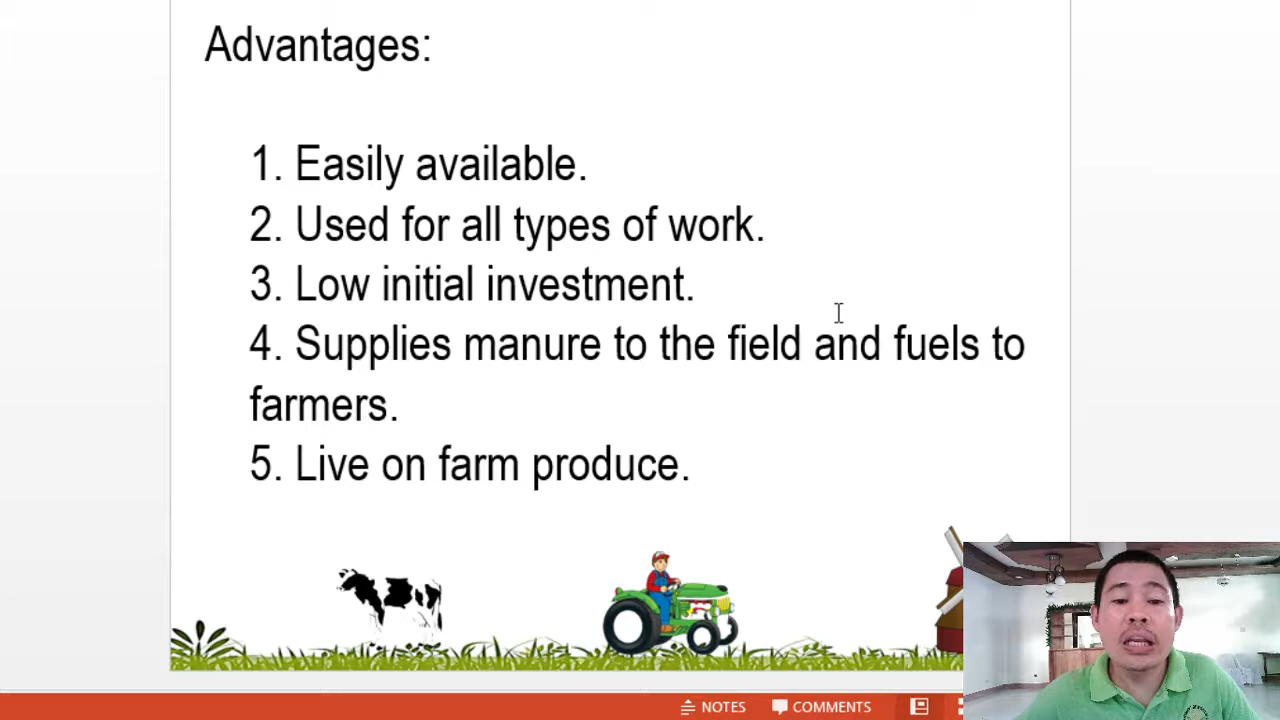 Advantages:
1. Easily available.
2. Used for all types of work.
3. Low initial investment.
4. Supplies manure to the field and fuels to
farmers.
5. Live on farm produce.
NOTES COMMENTS